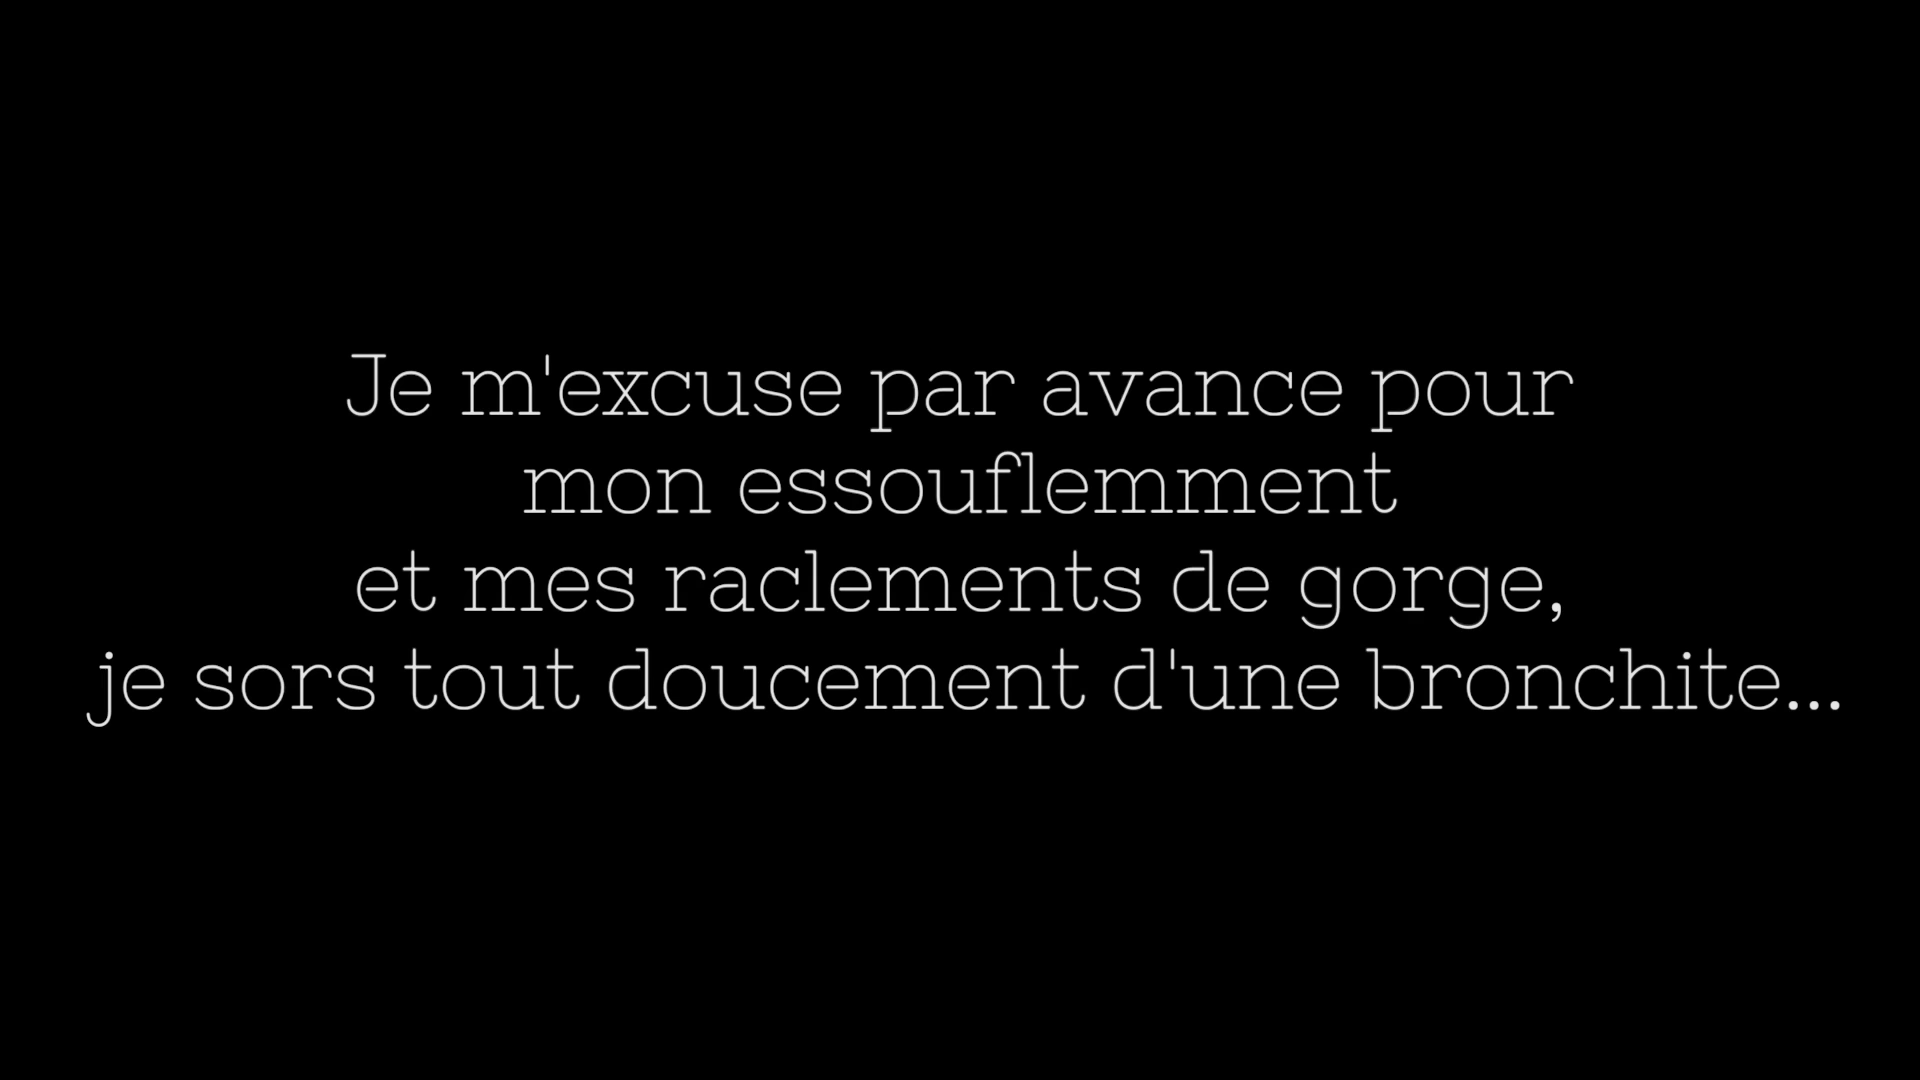 Je m'excuse par avance pour
mon essouflemment
et mes raclements de gorge,
je sors tout doucement d'une bronchite...